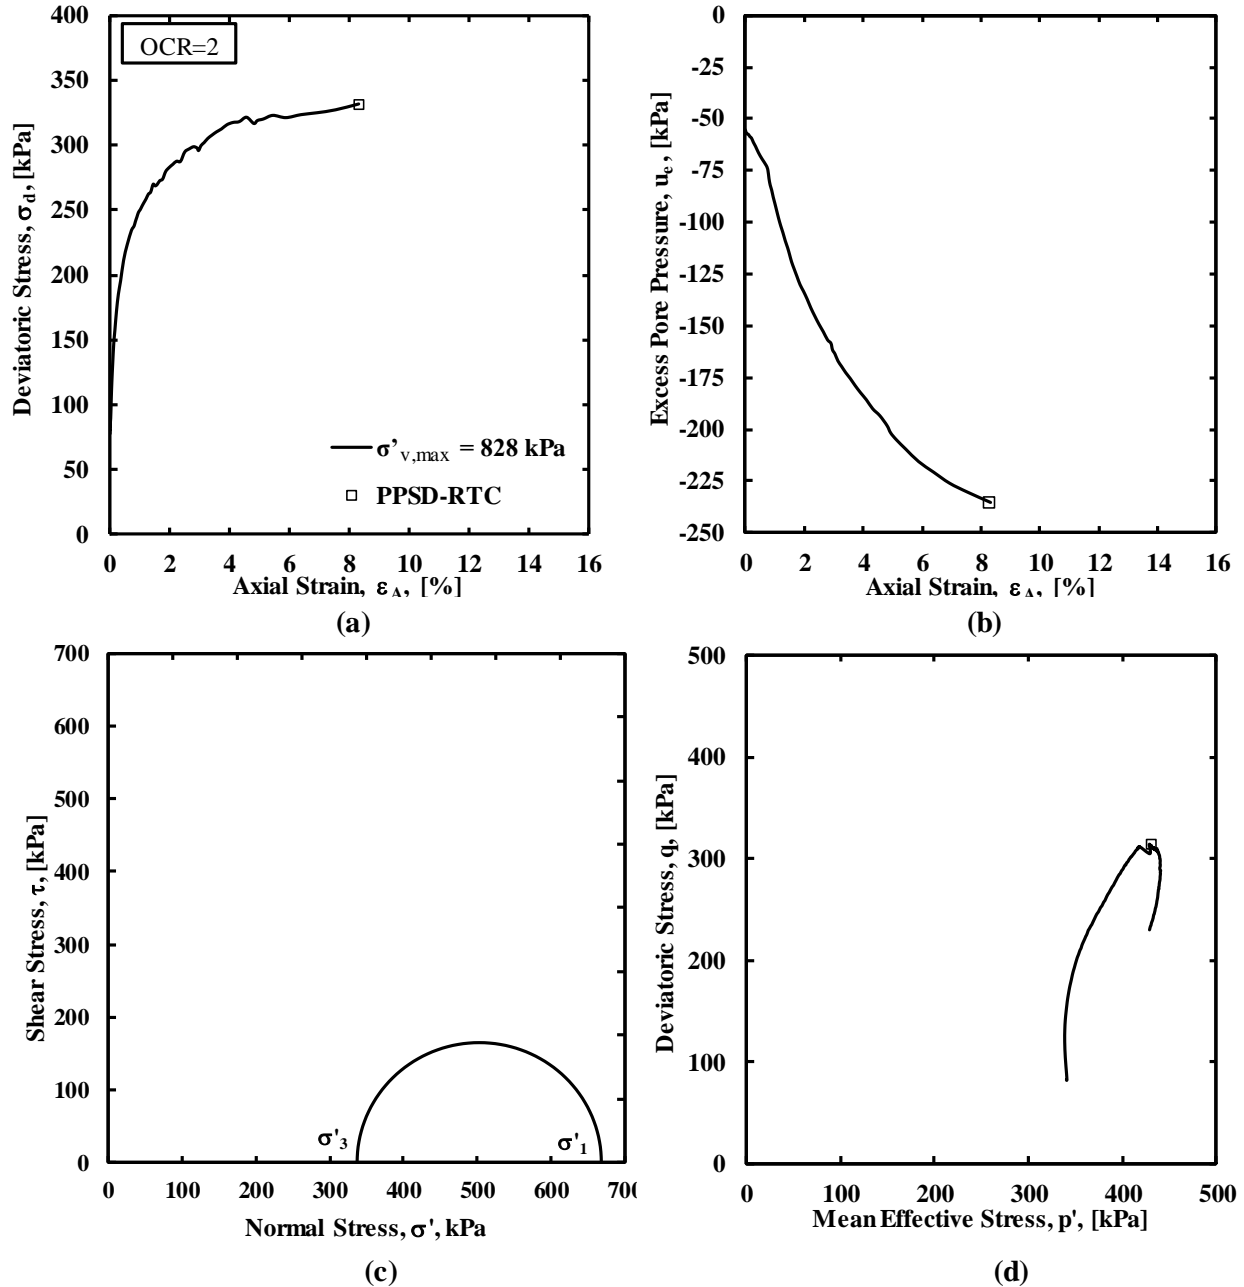 400
350
300
250
200
150
100
50
0
Deviatoric Stress, σd, [kPa]
OCR=2
σ’v,max = 828 kPa
PPSD-RTC
0 2 4 6 8 10 12 14 16
Axial Strain, εA, [%]
(a)
0
-25
-50
-75
-100
-125
-150
-175
-200
-225
-250
Excess Pore Pressure, ue, [kPa]
0 2 4 6 8 10 12 14 16
Axial Strain, εA, [%]
(b)
700
600
500
400
300
200
100
0
Shear Stress, τ, [kPa]
σ'3
σ'1
0 100 200 300 400 500 600 700
Normal Stress, σ', kPa
(c)
500
400
300
200
100
0
Deviatoric Stress, q, [kPa]
0 100 200 300 400 500
Mean Effective Stress, p', [kPa]
(d)